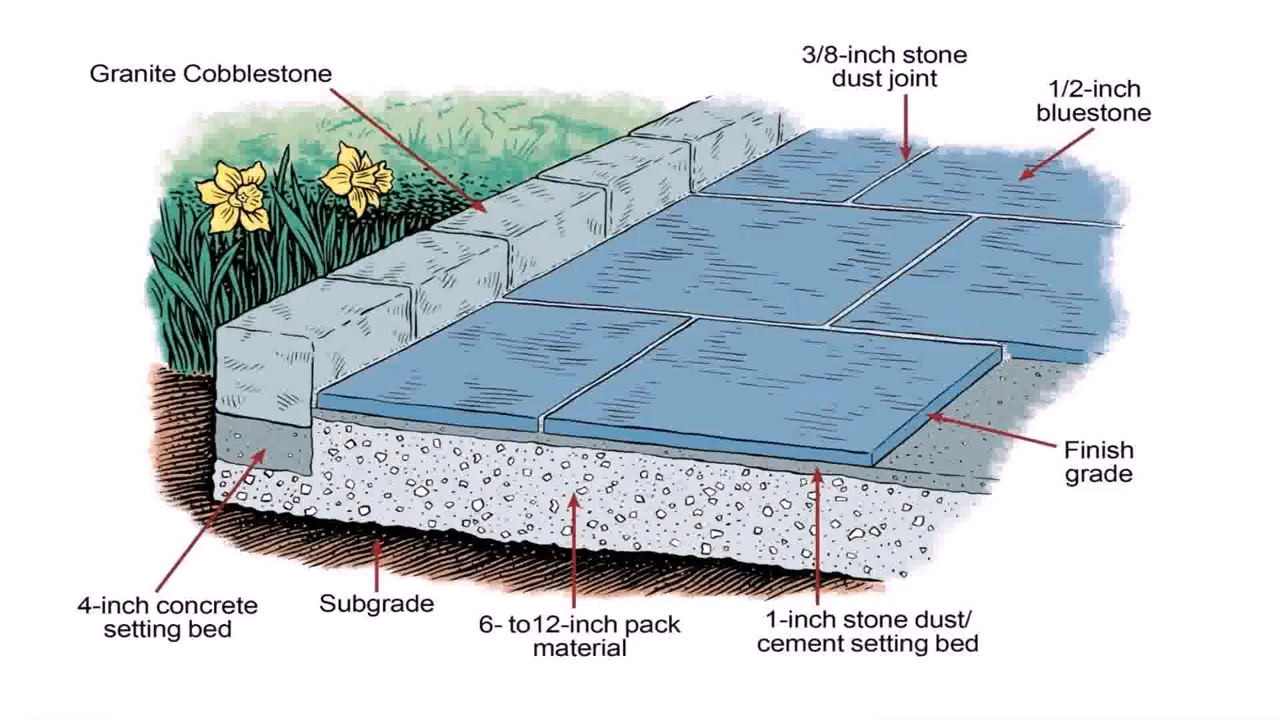 Granite Cobblestone
3/8-inch stone
dust joint
1/2-inch
bluestone
Finish
grade
4-inch concrete
setting bed
Subgrade
6- to12-inch pack
material
1-inch stone dust/
cement setting bed